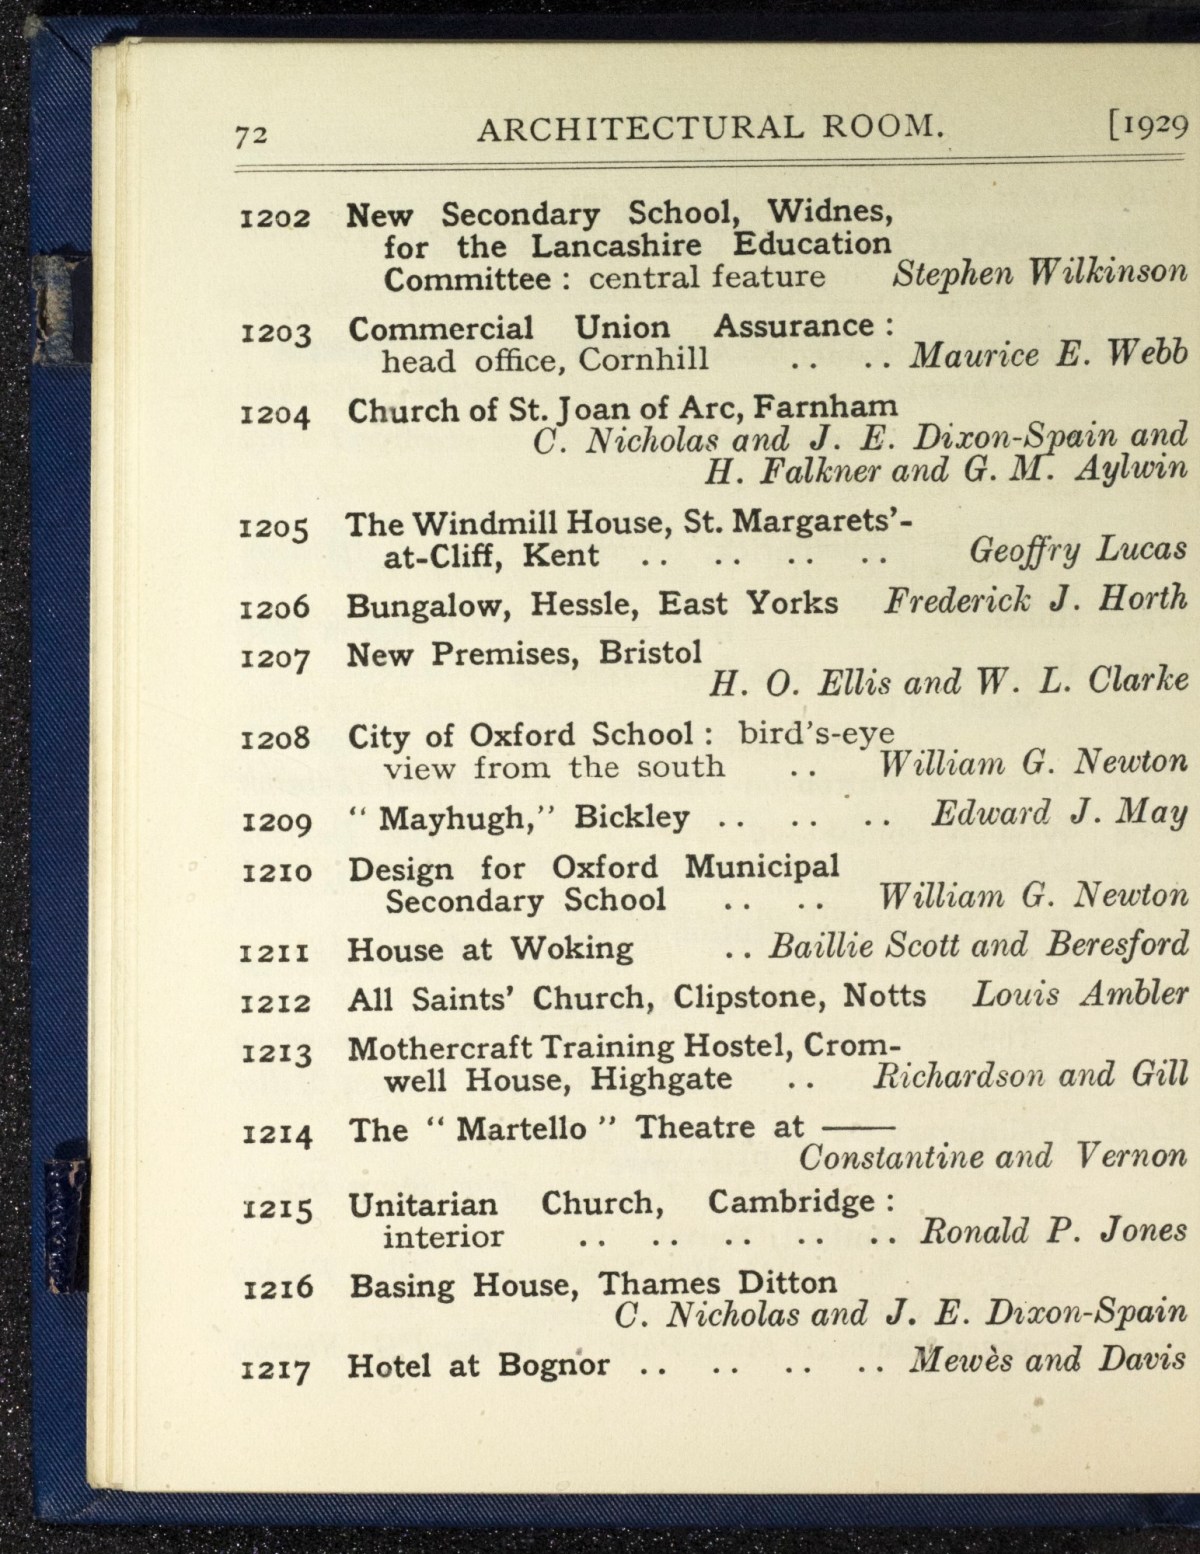 72 ARCHITECTURAL ROOM. [1929
1202 New Secondary School, Widnes,
for the Lancashire Education
Committee : central feature Stephen Wilkinson
1203 Commercial Union Assurance :
head office, Cornhill .. .. Maurice E. Webb
1204 Church of St. Joan of Arc, Farnham
C. Nicholas and J. E. Dixon-Spain and
H. Falkner and G. M. Aylwin
1205 The Windmill House, St. Margarets'-
at-Cliff, Kent .. .. .. .. Geoffry Lucas
1206 Bungalow, Hessle, East Yorks Frederick J. Horth
1207 New Premises, Bristol
H. O. Ellis and W. L. Clarke
1208 City of Oxford School : bird's-eye
view from the south .. William G. Newton
1209 “ Mayhugh,” Bickley .. .. .. Edward J. May
1210 Design for Oxford Municipal
Secondary School .. .. William G. Newton
1211 House at Woking .. Baillie Scott and Beresford
1212 All Saints' Church, Clipstone, Notts Louis Ambler
1213 Mothercraft Training Hostel, Crom-
well House, Highgate .. Richardson and Gill
1214 The “ Martello ” Theatre at ——
Constantine and Vernon
1215 Unitarian Church, Cambridge :
interior .. .. .. .. .. Ronald P. Jones
1216 Basing House, Thames Ditton
C. Nicholas and J. E. Dixon-Spain
1217 Hotel at Bognor .. .. .. .. Mewès and Davis